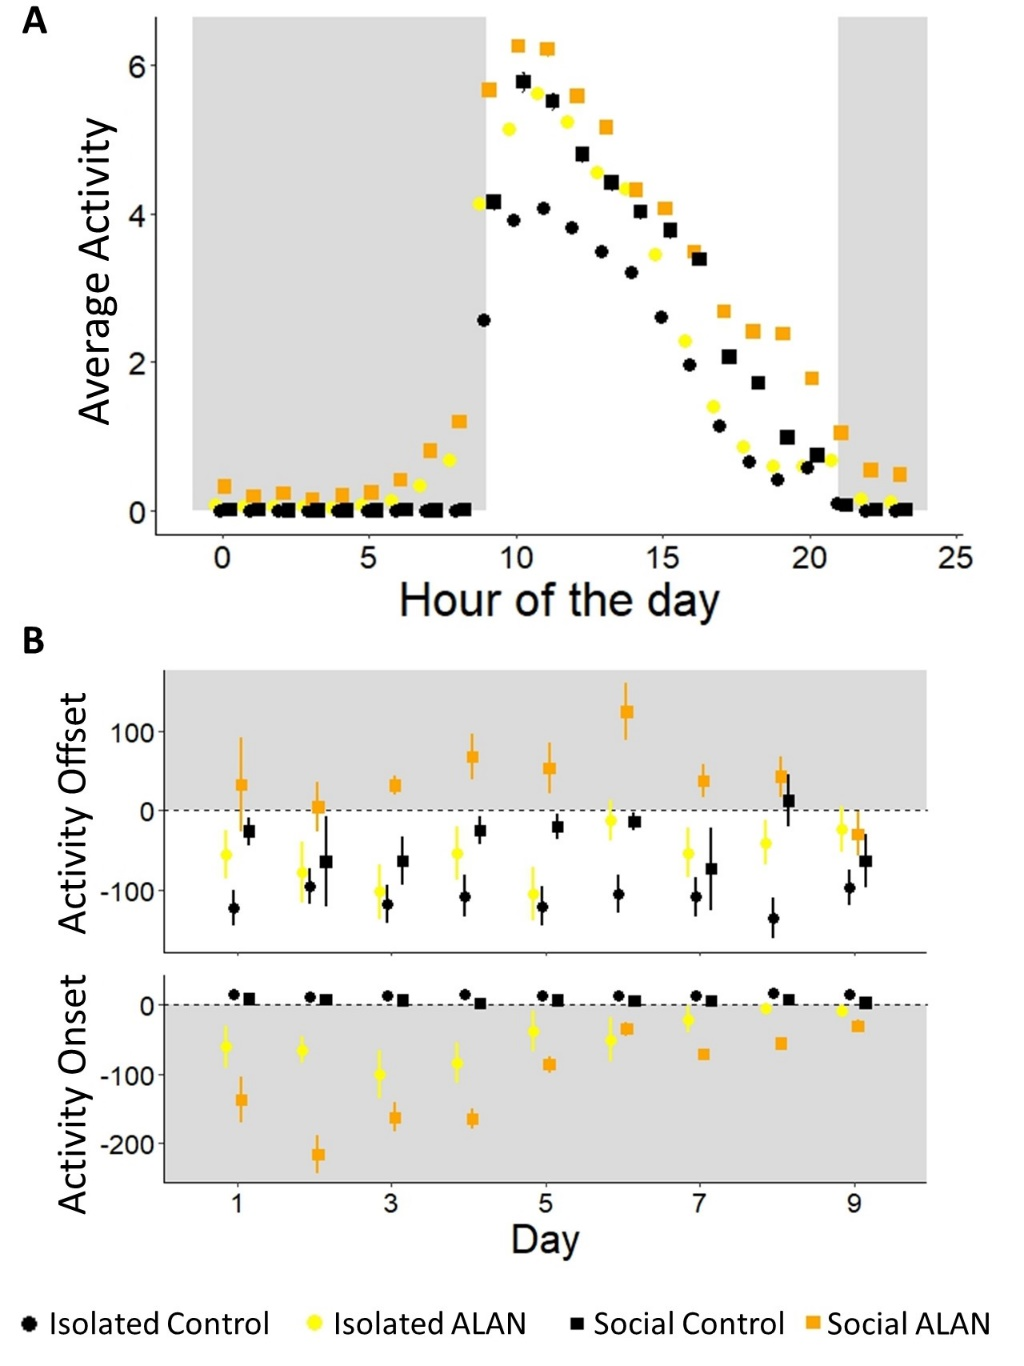 A
Average Activity
6
4
2
0
0 5 10 15 20 25
Hour of the day
B
Activity Offset
100
0
-100
Activity Onset
0
-100
-200
1 3 5 7 9
Day
Isolated Control Isolated ALAN Social Control Social ALAN